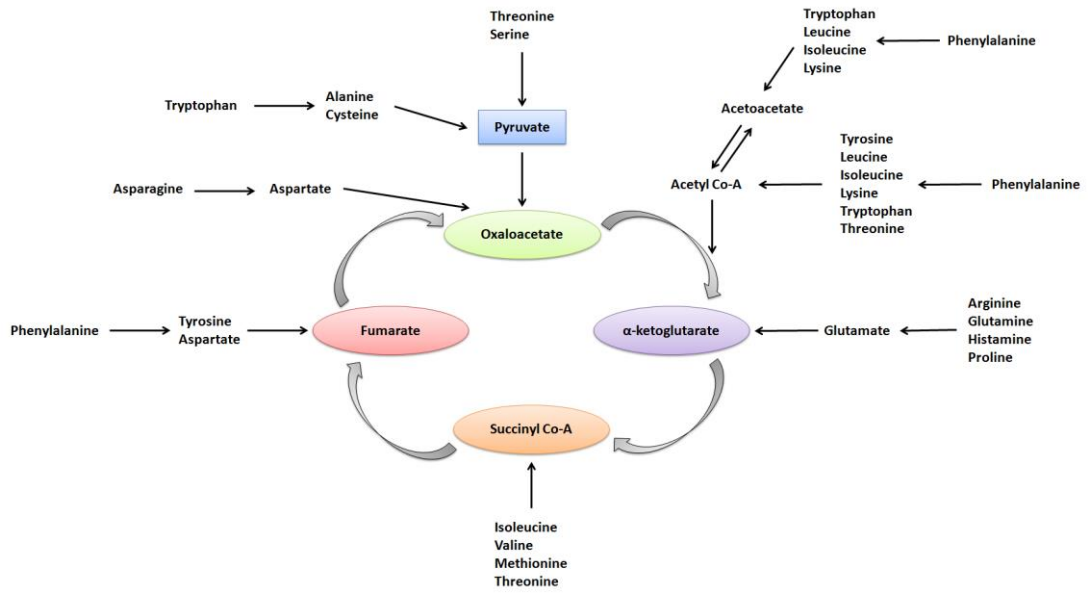 Threonine
Serine
Tryptophan
Leucine
Isoleucine
Lysine
Phenylalanine
Tryptophan
Alanine
Cysteine
Pyruvate
Acetoacetate
Asparagine
Aspartate
Acetyl Co-A
Tyrosine
Leucine
Isoleucine
Lysine
Tryptophan
Threonine
Phenylalanine
Oxaloacetate
Phenylalanine
Tyrosine
Aspartate
Fumarate
α-ketoglutarate
Glutamate
Arginine
Glutamine
Histamine
Proline
Succinyl Co-A
Isoleucine
Valine
Methionine
Threonine